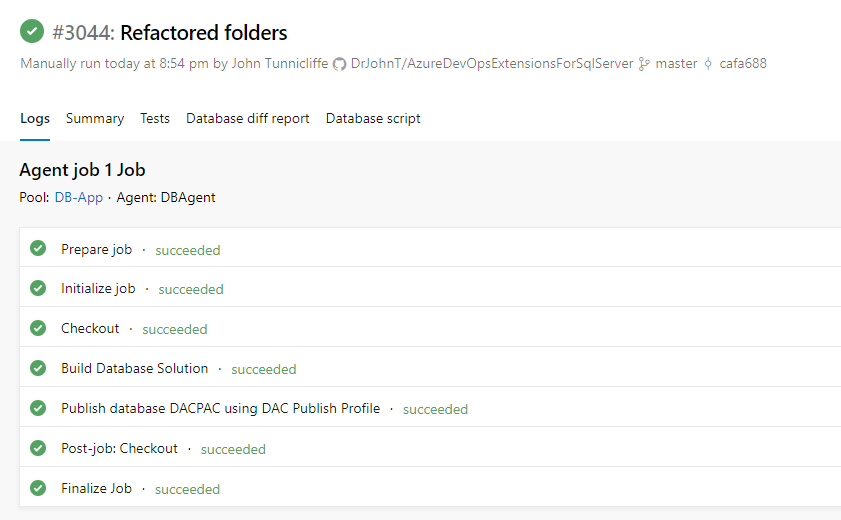 #3044: Refactored folders
Manually run today at 8:54 pm by John Tunnicliffe DrJohnT/AzureDevOpsExtensionsForSqlServer master cafa688
Logs Summary Tests Database diff report Database script
Agent job 1 Job
Pool: DB-App · Agent: DBAgent
Prepare job · succeeded
Initialize job · succeeded
Checkout · succeeded
Build Database Solution · succeeded
Publish database DACPAC using DAC Publish Profile · succeeded
Post-job: Checkout · succeeded
Finalize Job · succeeded